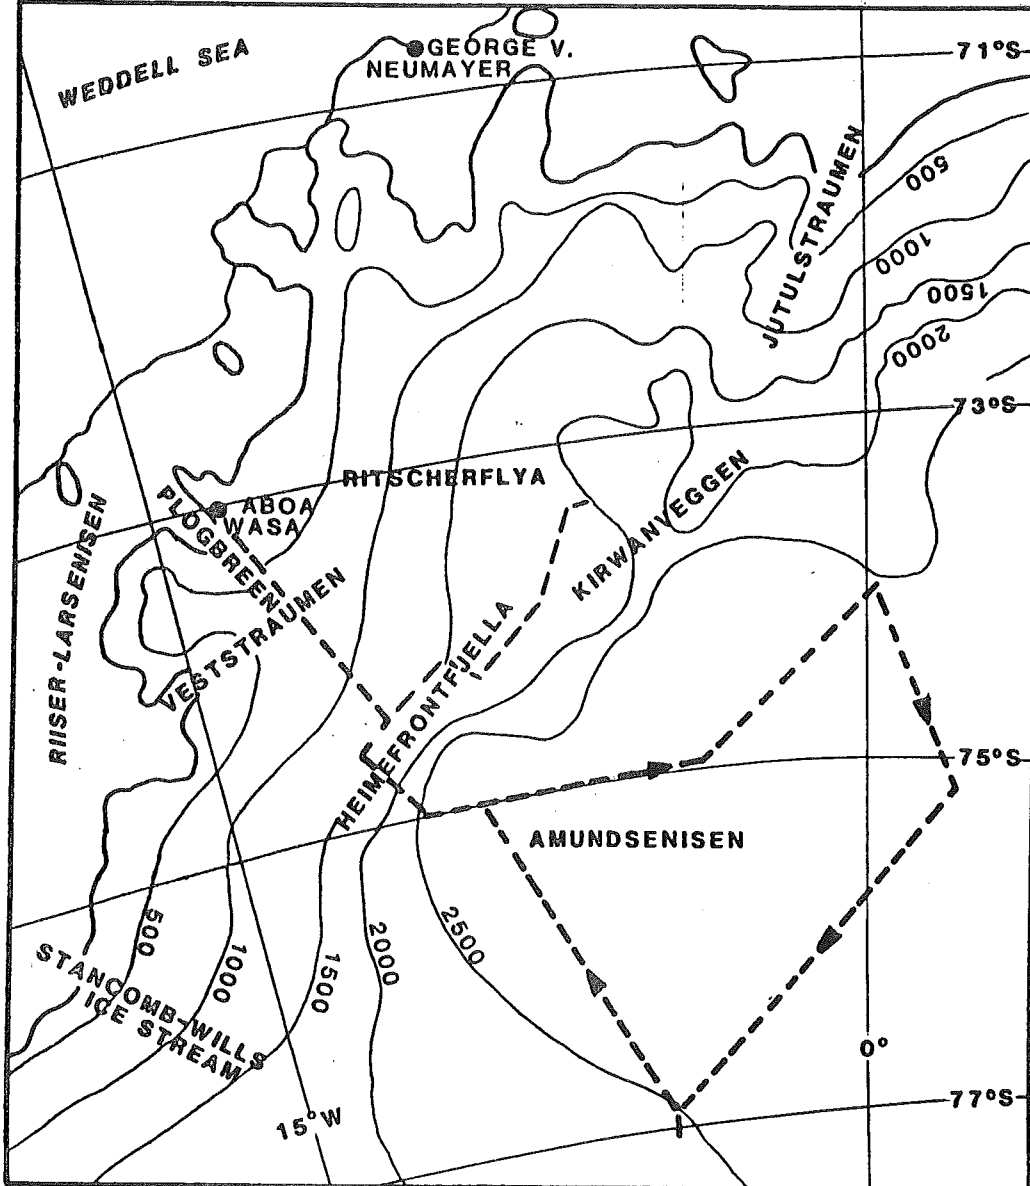 GEORGE V.
NEUMAYER
71°S
WEDDELL SEA
500
JUTULSTRAUMEN
1000
1500
2000
73°S
RITSCHERFLYA
ABOA
WASA
PLOGBREEN
KIRWANVEGGEN
RIISER-LARSENISEN
VESTSTRAUMEN
HEIMEFRONTFJELLA
75°S
AMUNDSENISEN
500
1000
1500
2000
2500
STANCOMB-WILLS
ICE STREAM
0°
77°S
15°W